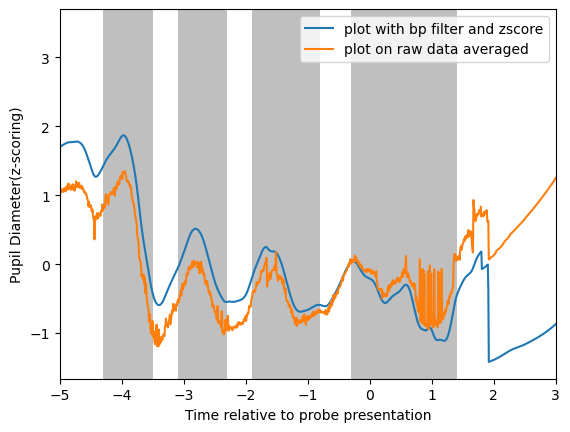 plot with bp filter and zscore
plot on raw data averaged
Pupil Diameter(z-scoring)
3
2
1
0
−1
−5 −4 −3 −2 −1 0 1 2 3
Time relative to probe presentation